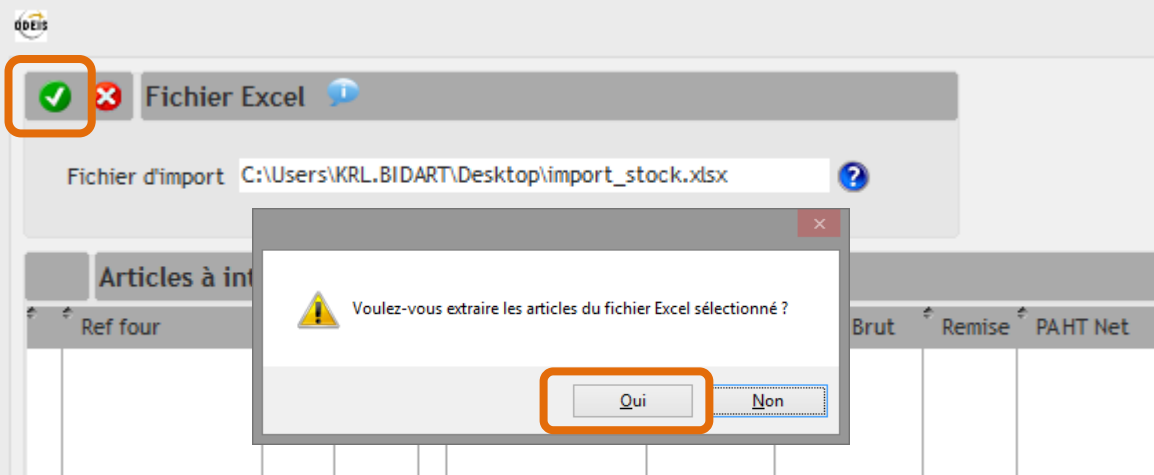 ODEIS
Fichier Excel
Fichier d'import C:\Users\KRL.BIDART\Desktop\import_stock.xlsx
Articles à int
Voulez-vous extraire les articles du fichier Excel sélectionné ?
Ref four Brut Remise PAHT Net
Oui Non